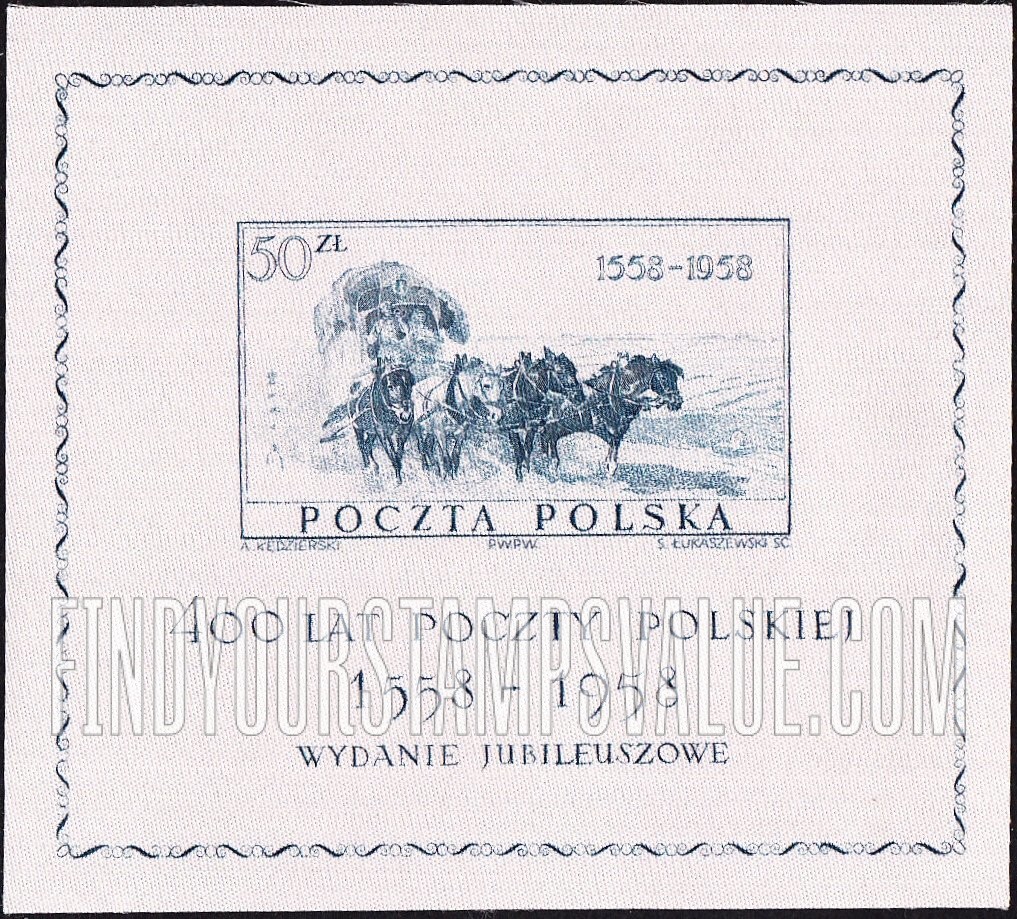 50 ZŁ
1558-1958
POCZTA POLSKA
A. KĘDZIERSKI P.W.P.W. S. ŁUKASZEWSKI SC.
400 LAT POCZTY POLSKIEJ
1558 - 1958
WYDANIE JUBILEUSZOWE
FINDYOURSTAMPSVALUE.COM